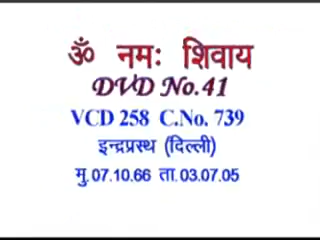 ॐ नमः शिवाय
DVD No.41
VCD 258 C.No. 739
इन्द्रप्रस्थ (दिल्ली)
मु.07.10.66 ता.03.07.05